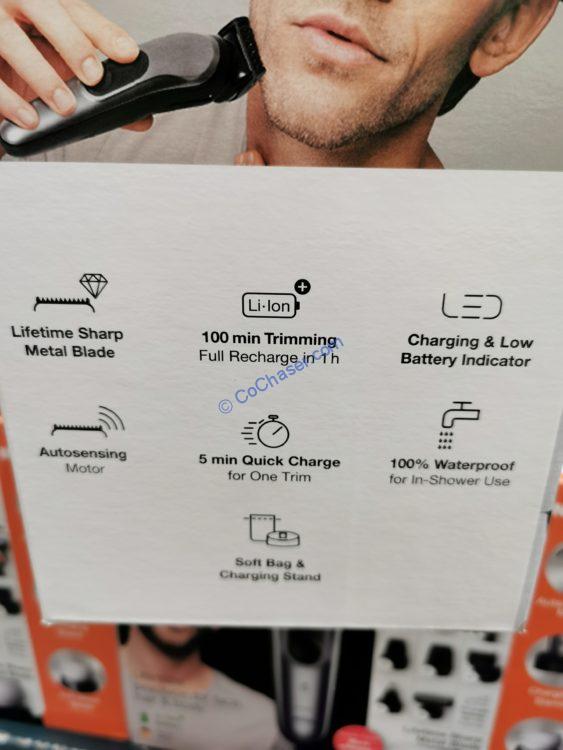 Li·Ion
LED
Lifetime Sharp
Metal Blade
100 min Trimming
Full Recharge in 1h
Charging & Low
Battery Indicator
© CoChaser.com
Autosensing
Motor
5 min Quick Charge
for One Trim
100% Waterproof
for In-Shower Use
Soft Bag &
Charging Stand